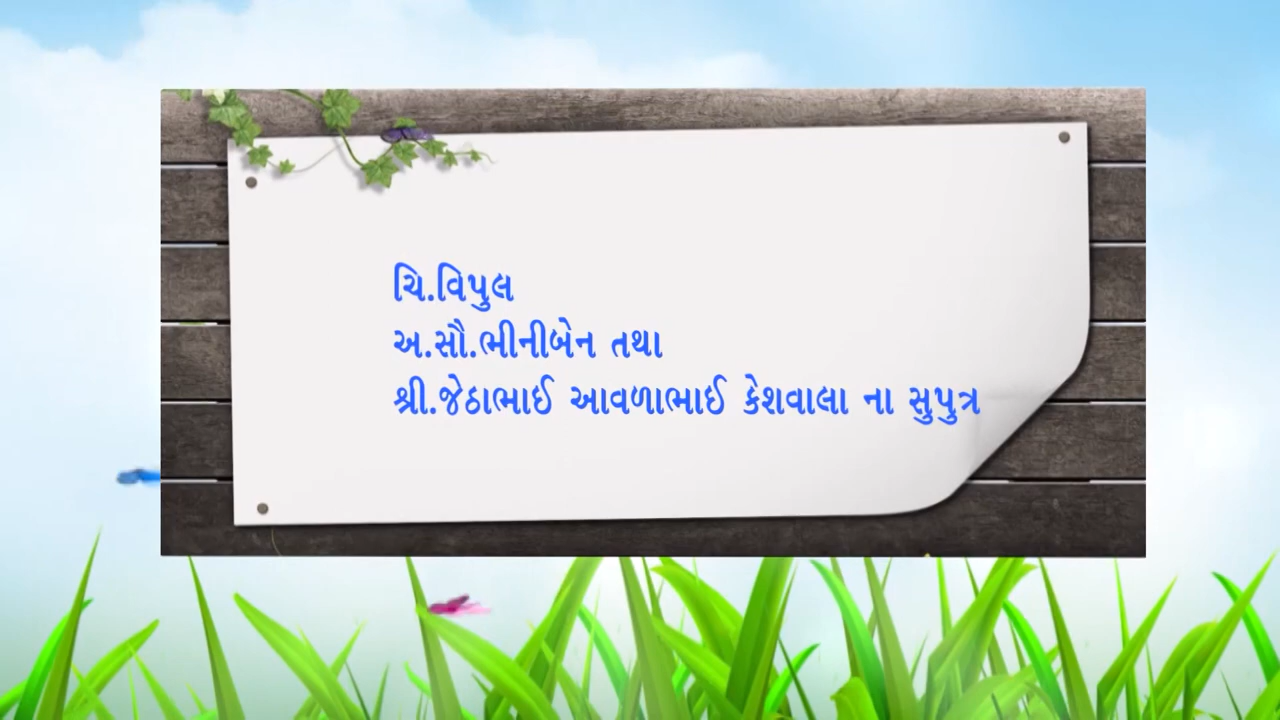 ચિ.વિપુલ
અ.સૌ.ભીનીબેન તથા
શ્રી.જેઠાભાઈ આવળાભાઈ કેશવાલા ના સુપુત્ર